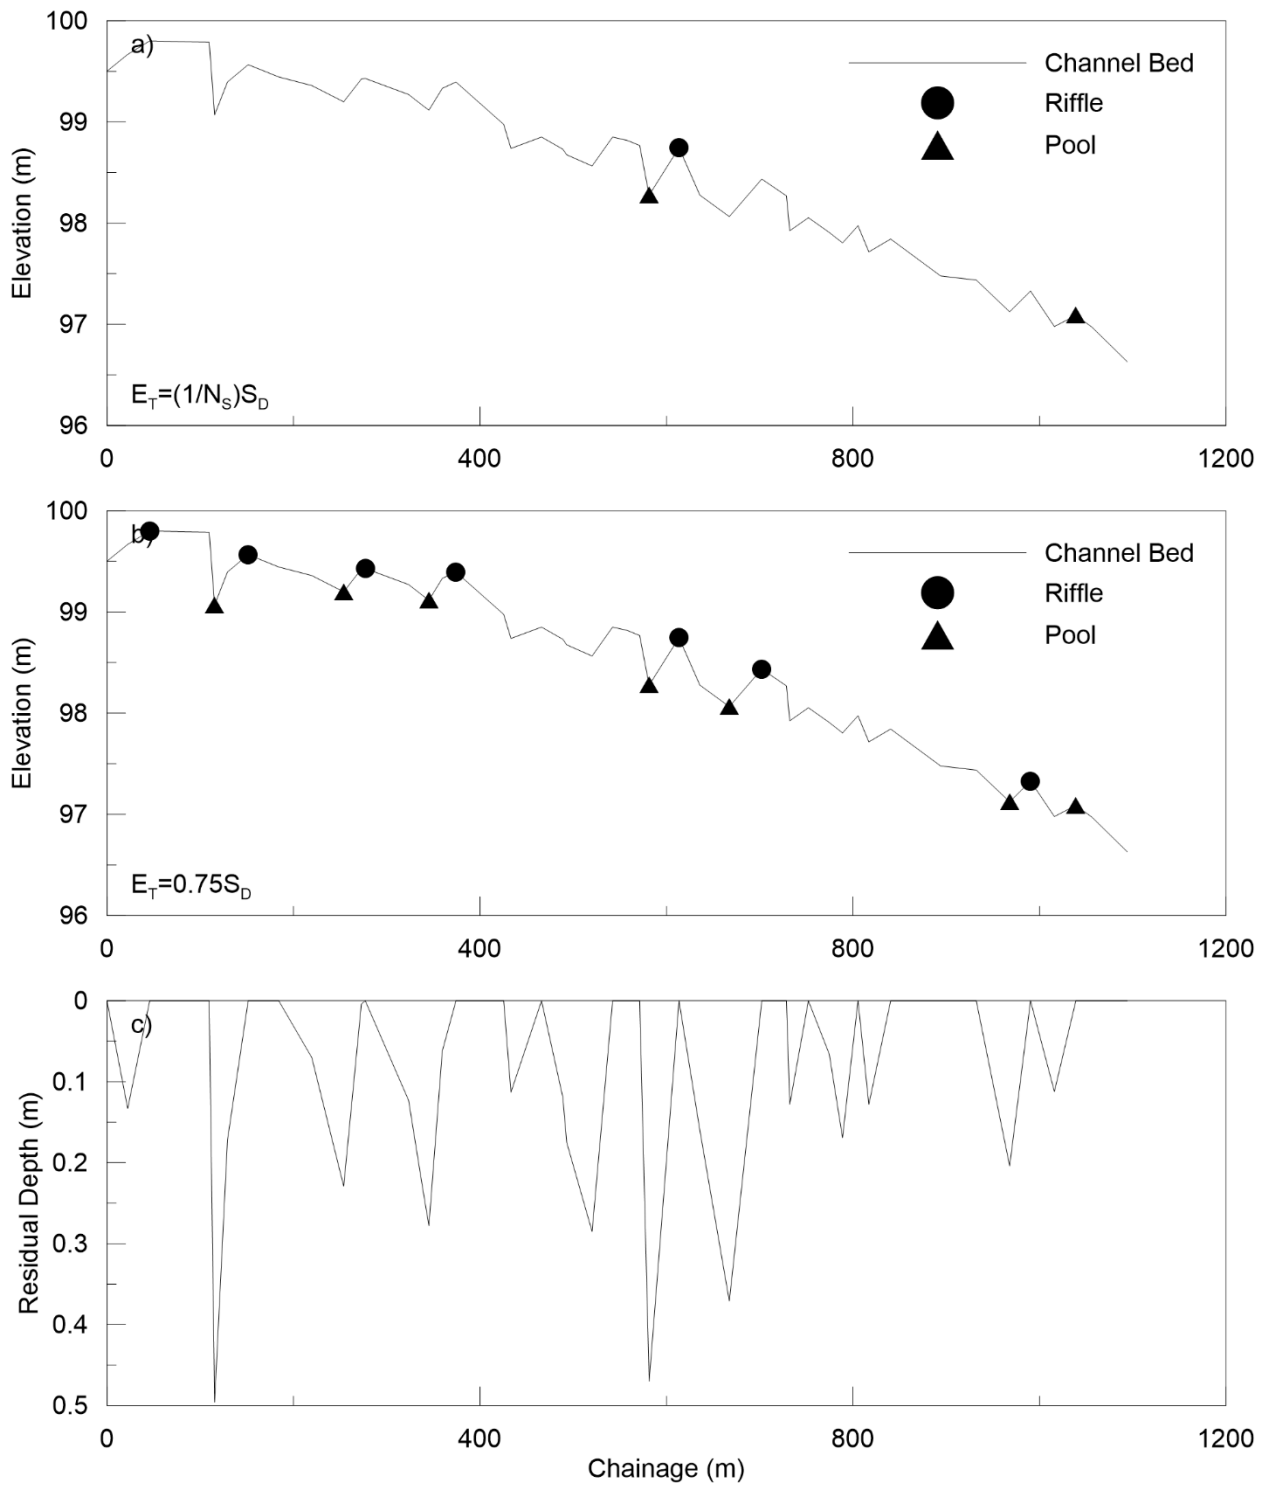 a)
Channel Bed
Riffle
Pool
Elevation (m)
100
99
98
97
96
E_T=(1/N_S)S_D
0 400 800 1200
b)
Channel Bed
Riffle
Pool
Elevation (m)
100
99
98
97
96
E_T=0.75S_D
0 400 800 1200
c)
Residual Depth (m)
0
0.1
0.2
0.3
0.4
0.5
0 400 800 1200
Chainage (m)